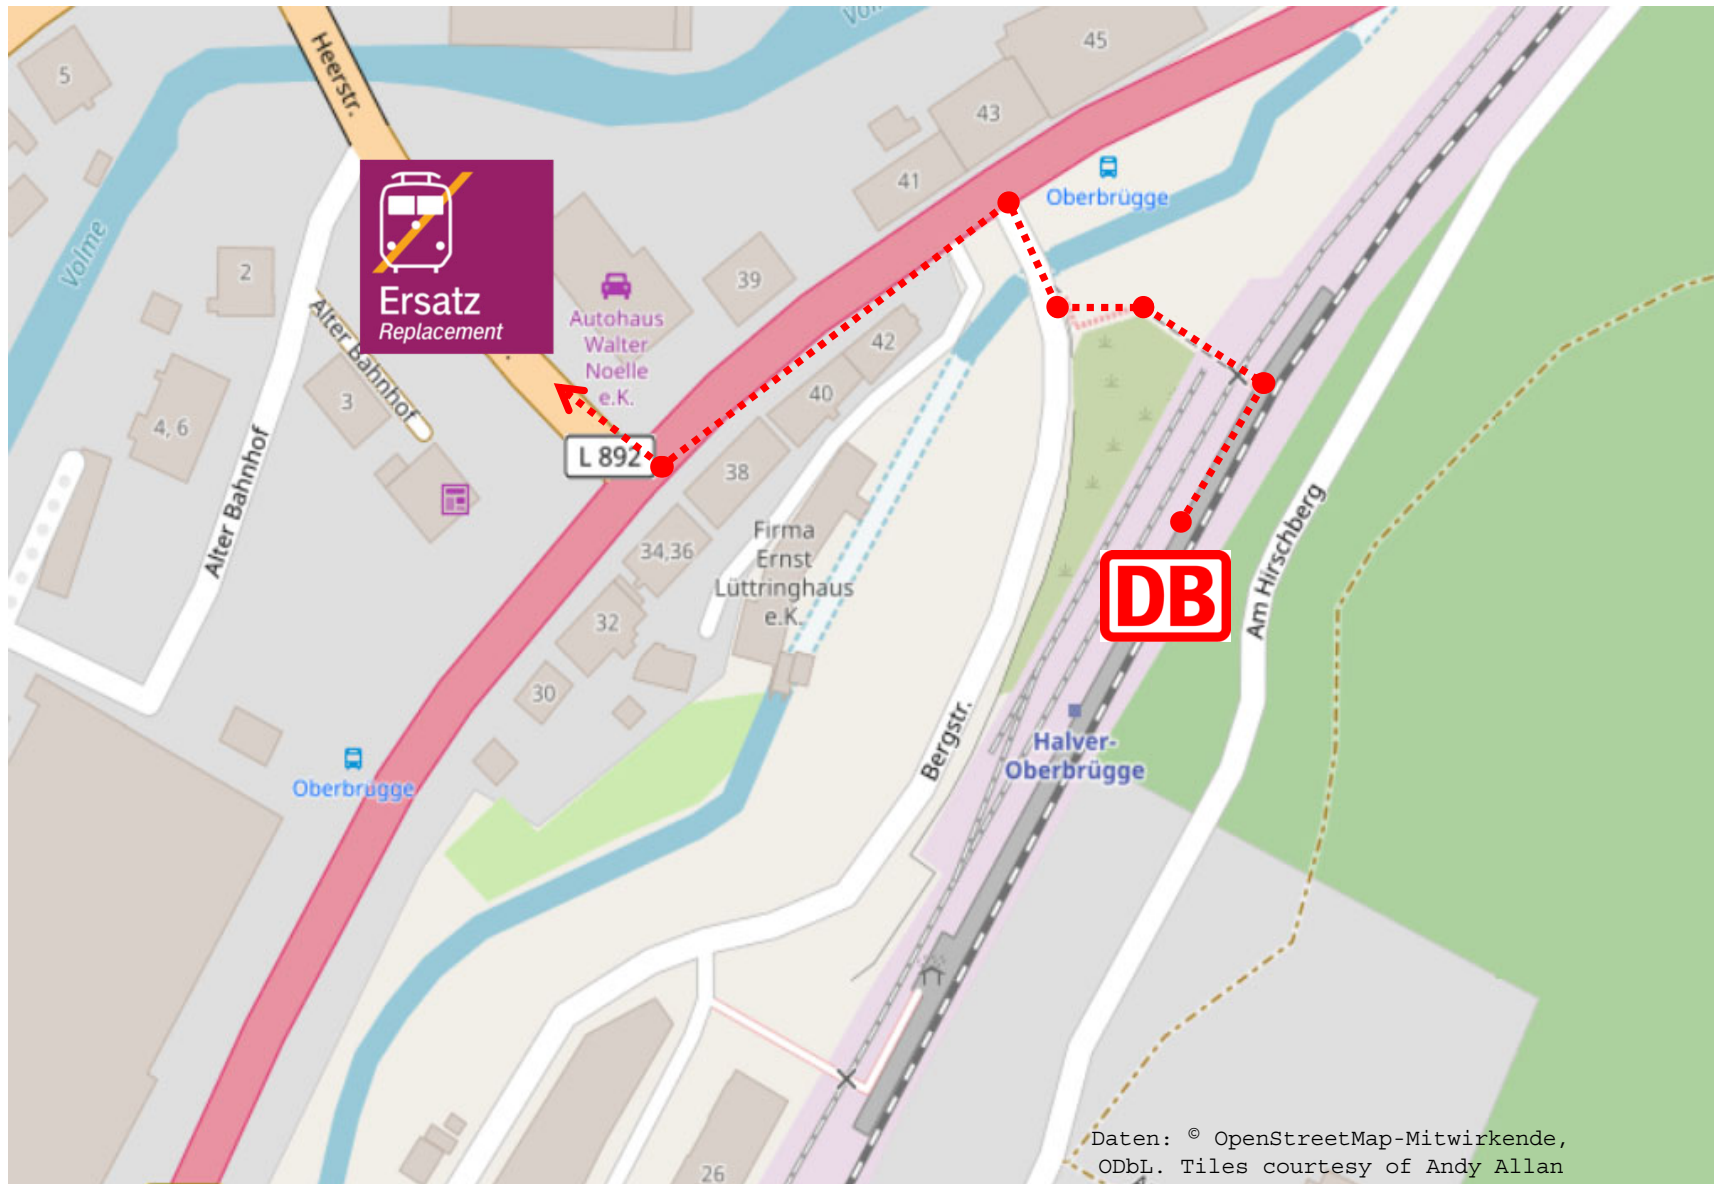 Volme
45
Heerstr.
5
43
41
Oberbrügge
Ersatz
Replacement
Volme
2
39
Autohaus
Walter
Noelle
e.K.
Alter Bahnhof
42
40
3
4, 6
L 892
38
Alter Bahnhof
Firma
Ernst
Lüttringhaus
e.K.
34,36
32
30
DB
Am Hirschberg
Bergstr.
Halver-
Oberbrügge
Oberbrügge
26
Daten: © OpenStreetMap-Mitwirkende,
ODbL. Tiles courtesy of Andy Allan